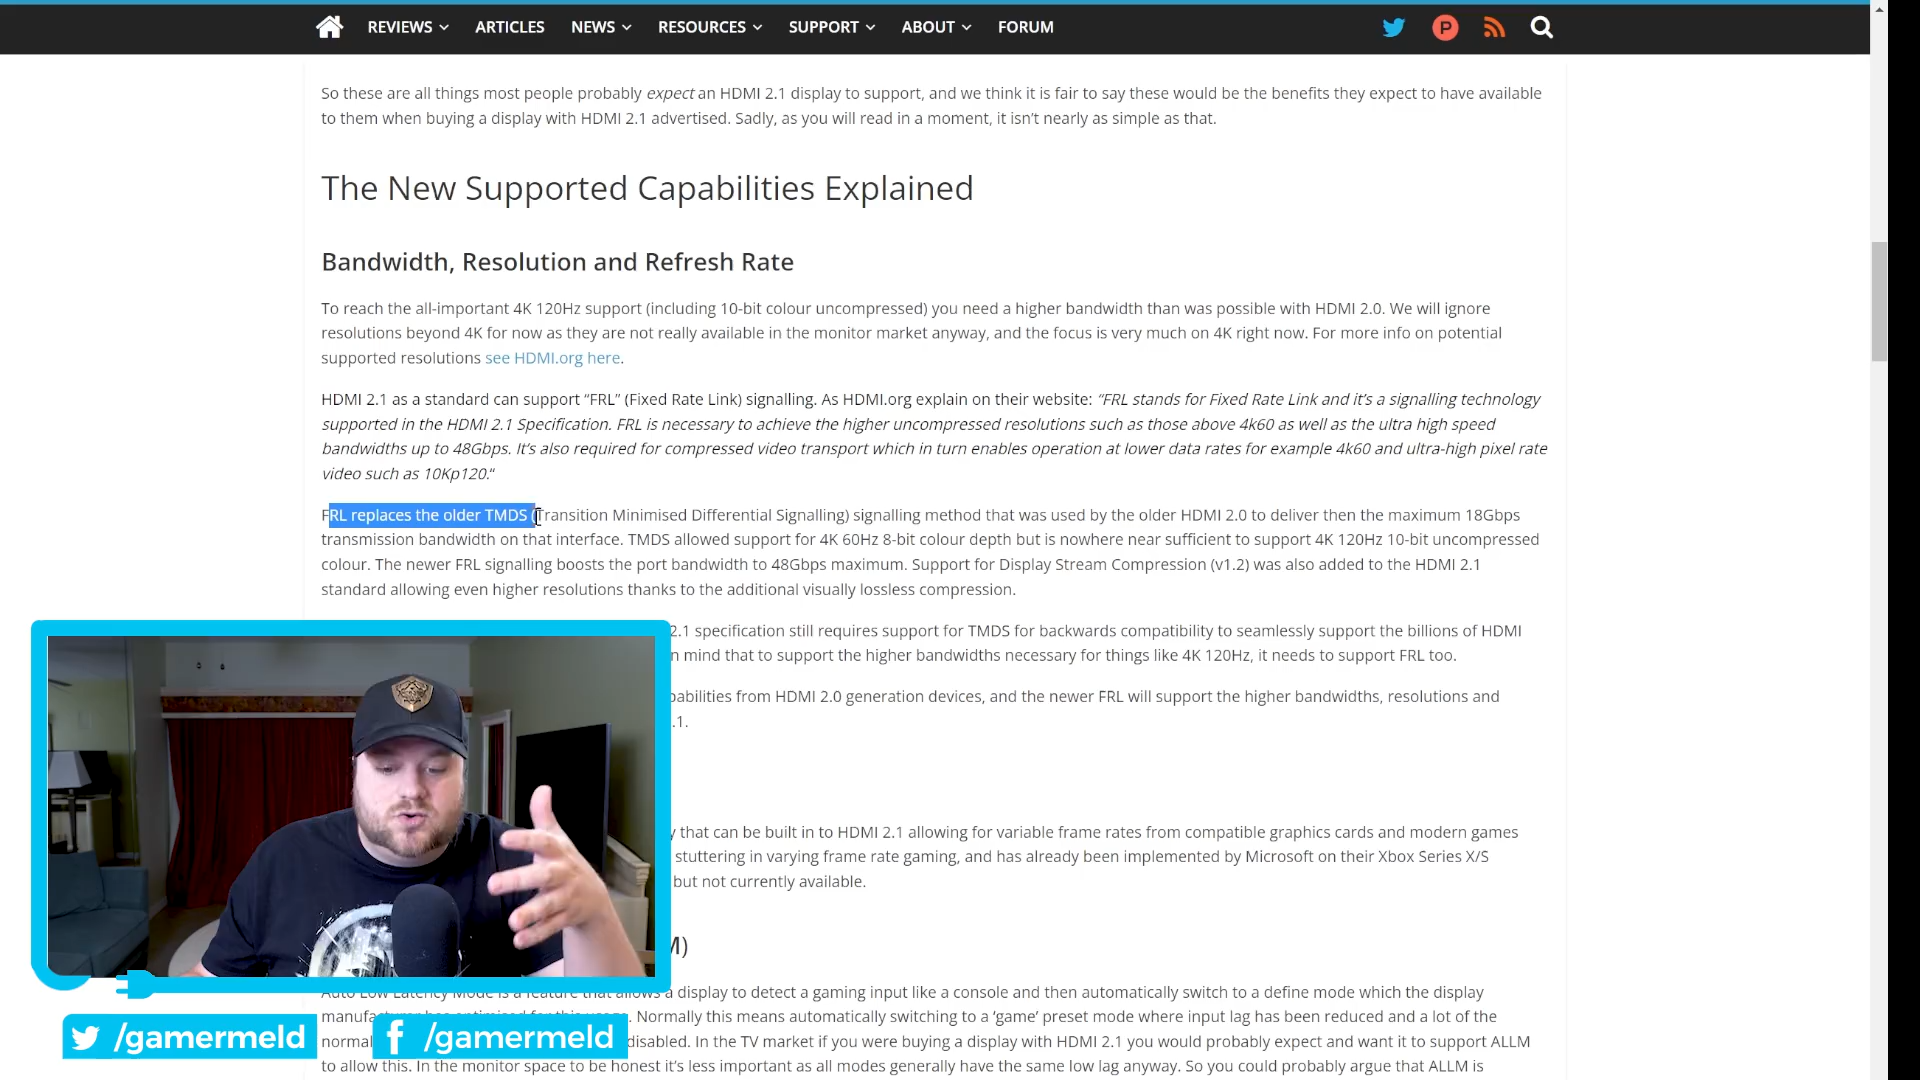 REVIEWS ARTICLES NEWS RESOURCES SUPPORT ABOUT FORUM
So these are all things most people probably expect an HDMI 2.1 display to support, and we think it is fair to say these would be the benefits they expect to have available
to them when buying a display with HDMI 2.1 advertised. Sadly, as you will read in a moment, it isn't nearly as simple as that.
The New Supported Capabilities Explained
Bandwidth, Resolution and Refresh Rate
To reach the all-important 4K 120Hz support (including 10-bit colour uncompressed) you need a higher bandwidth than was possible with HDMI 2.0. We will ignore
resolutions beyond 4K for now as they are not really available in the monitor market anyway, and the focus is very much on 4K right now. For more info on potential
supported resolutions see HDMI.org here.
HDMI 2.1 as a standard can support “FRL” (Fixed Rate Link) signalling. As HDMI.org explain on their website: “FRL stands for Fixed Rate Link and it’s a signalling technology
supported in the HDMI 2.1 Specification. FRL is necessary to achieve the higher uncompressed resolutions such as those above 4k60 as well as the ultra high speed
bandwidths up to 48Gbps. It’s also required for compressed video transport which in turn enables operation at lower data rates for example 4k60 and ultra-high pixel rate
video such as 10Kp120.“
FRL replaces the older TMDS (Transition Minimised Differential Signalling) signalling method that was used by the older HDMI 2.0 to deliver then the maximum 18Gbps
transmission bandwidth on that interface. TMDS allowed support for 4K 60Hz 8-bit colour depth but is nowhere near sufficient to support 4K 120Hz 10-bit uncompressed
colour. The newer FRL signalling boosts the port bandwidth to 48Gbps maximum. Support for Display Stream Compression (v1.2) was also added to the HDMI 2.1
standard allowing even higher resolutions thanks to the additional visually lossless compression.
2.1 specification still requires support for TMDS for backwards compatibility to seamlessly support the billions of HDMI
n mind that to support the higher bandwidths necessary for things like 4K 120Hz, it needs to support FRL too.
pabilities from HDMI 2.0 generation devices, and the newer FRL will support the higher bandwidths, resolutions and
.1.
y that can be built in to HDMI 2.1 allowing for variable frame rates from compatible graphics cards and modern games
stuttering in varying frame rate gaming, and has already been implemented by Microsoft on their Xbox Series X/S
but not currently available.
M)
Auto Low Latency Mode is a feature that allows a display to detect a gaming input like a console and then automatically switch to a define mode which the display
Normally this means automatically switching to a ‘game’ preset mode where input lag has been reduced and a lot of the
normal disabled. In the TV market if you were buying a display with HDMI 2.1 you would probably expect and want it to support ALLM
to allow this. In the monitor space to be honest it’s less important as all modes generally have the same low lag anyway. So you could probably argue that ALLM is
/gamermeld /gamermeld